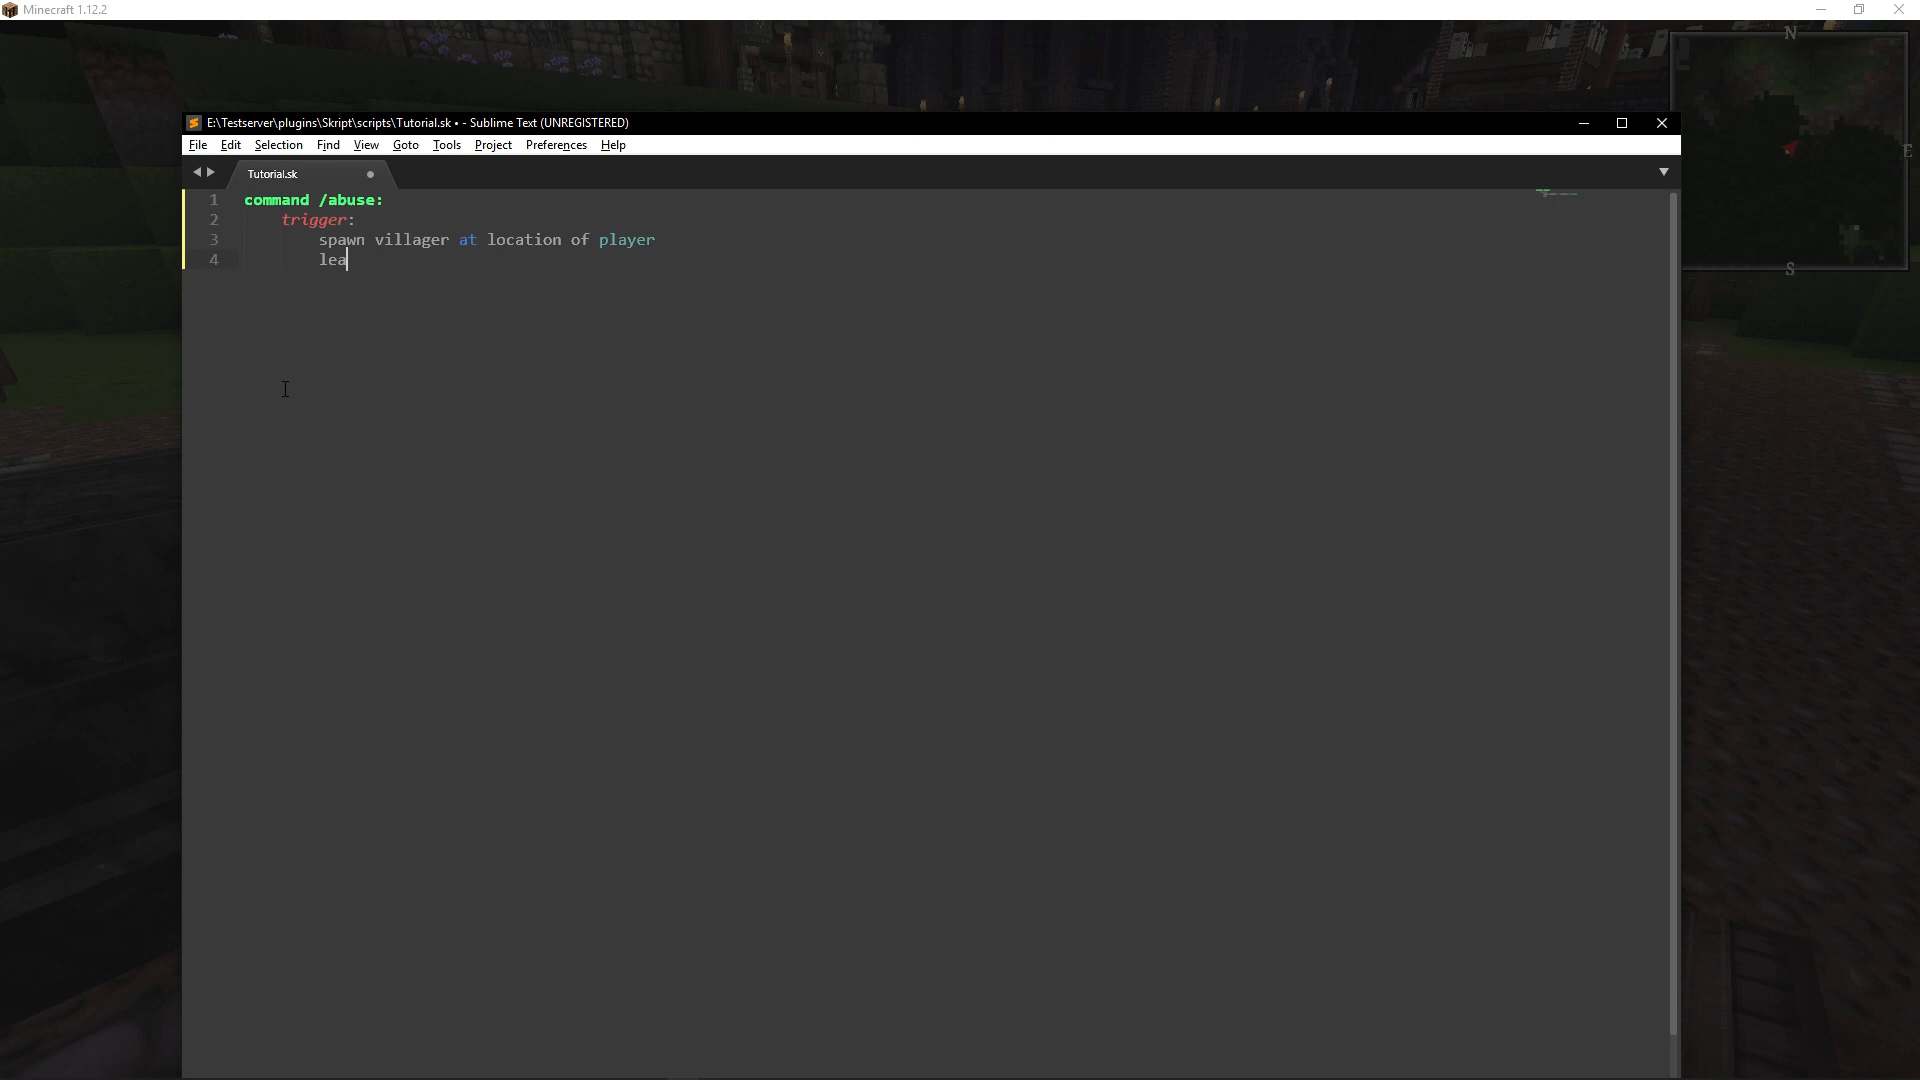 Minecraft 1.12.2
N
E:\Testserver\plugins\Skript\scripts\Tutorial.sk • - Sublime Text (UNREGISTERED)
File Edit Selection Find View Goto Tools Project Preferences Help
E
Tutorial.sk
1 command /abuse:
2 trigger:
3 spawn villager at location of player
4 lea
S